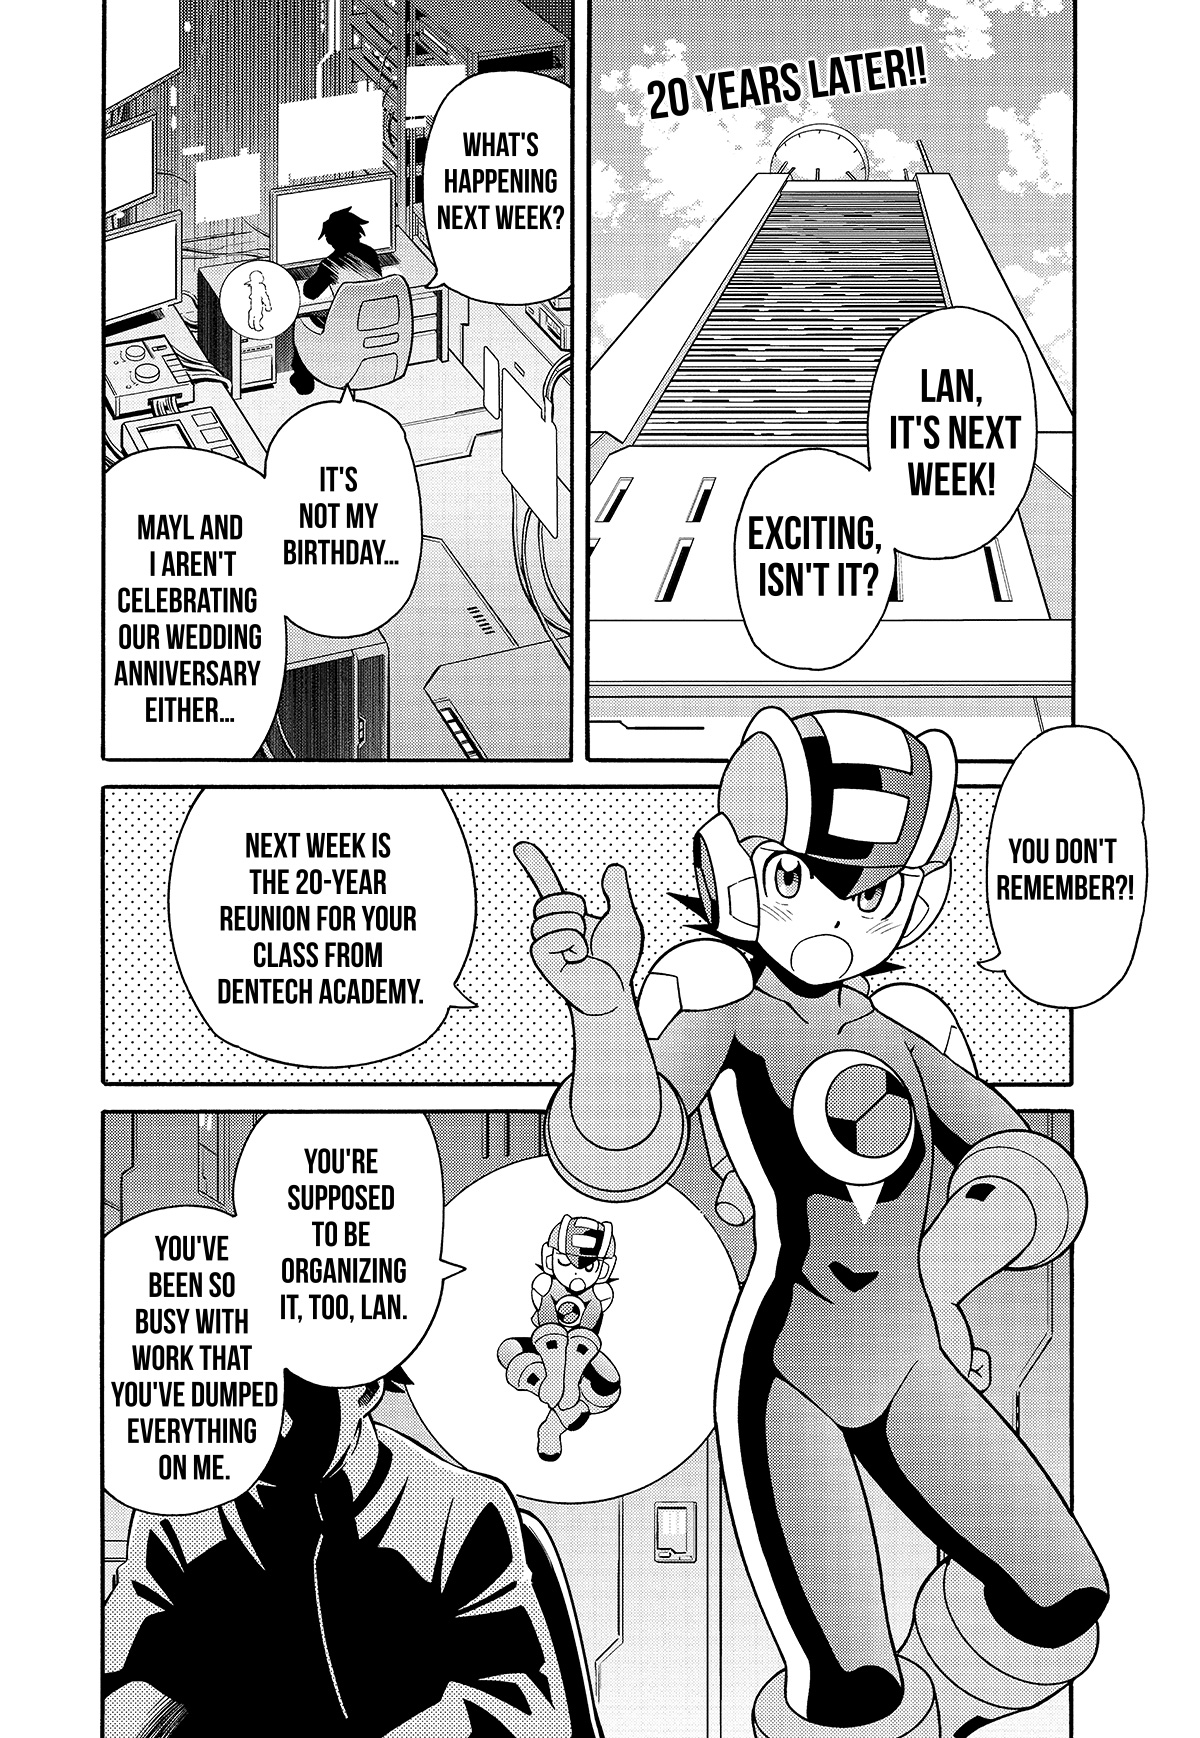 20 YEARS LATER!!
LAN,
IT'S NEXT
WEEK!
EXCITING,
ISN'T IT?
WHAT'S
HAPPENING
NEXT WEEK?
IT'S
NOT MY
BIRTHDAY...
MAYL AND
I AREN'T
CELEBRATING
OUR WEDDING
ANNIVERSARY
EITHER...
YOU DON'T
REMEMBER?!
NEXT WEEK IS
THE 20-YEAR
REUNION FOR YOUR
CLASS FROM
DENTECH ACADEMY.
YOU'RE
SUPPOSED
TO BE
ORGANIZING
IT, TOO, LAN.
YOU'VE
BEEN SO
BUSY WITH
WORK THAT
YOU'VE DUMPED
EVERYTHING
ON ME.